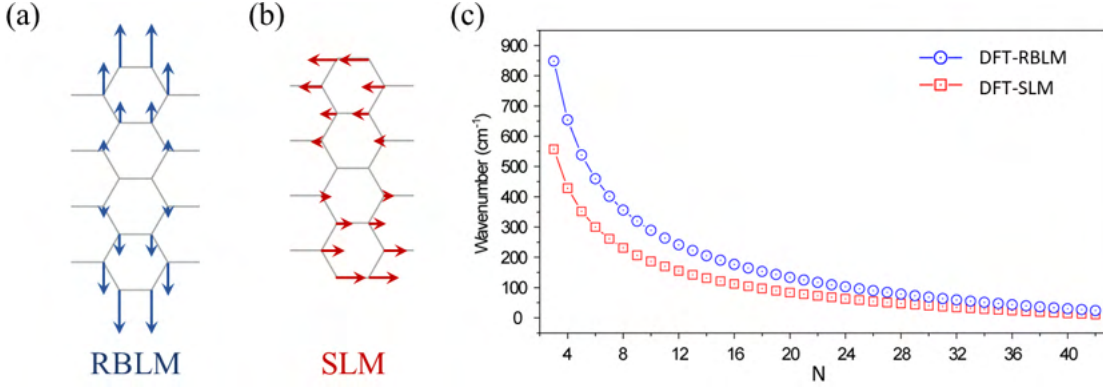 (a)
RBLM
(b)
SLM
(c)
Wavenumber (cm⁻¹)
900
800
700
600
500
400
300
200
100
0
4 8 12 16 20 24 28 32 36 40
N
DFT-RBLM
DFT-SLM